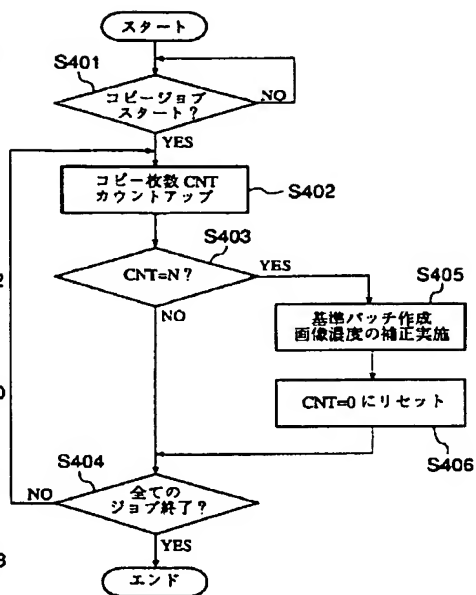 スタート
S401
コピージョブ
スタート?
NO
YES
コピー枚数 CNT
カウントアップ
S402
S403
CNT=N?
YES
NO
S405
基準パッチ作成
画像濃度の補正実施
CNT=0 にリセット
S406
S404
全ての
ジョブ終了?
NO
YES
エンド